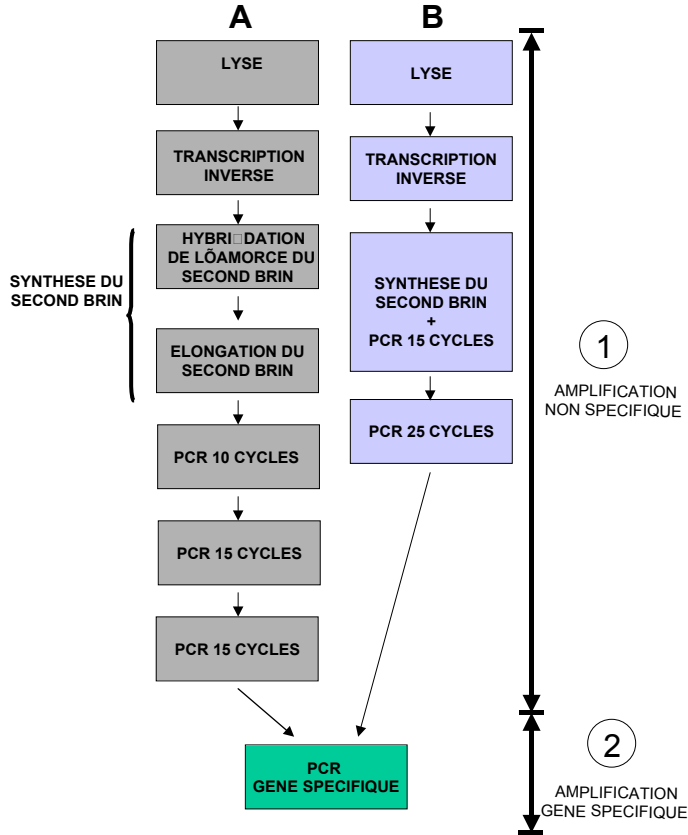 A
LYSE
TRANSCRIPTION
INVERSE
SYNTHESE DU
SECOND BRIN
HYBRI□DATION
DE LÕAMORCE DU
SECOND BRIN
ELONGATION DU
SECOND BRIN
PCR 10 CYCLES
PCR 15 CYCLES
PCR 15 CYCLES
B
LYSE
TRANSCRIPTION
INVERSE
SYNTHESE DU
SECOND BRIN
+
PCR 15 CYCLES
PCR 25 CYCLES
PCR
GENE SPECIFIQUE
1
AMPLIFICATION
NON SPECIFIQUE
2
AMPLIFICATION
GENE SPECIFIQUE